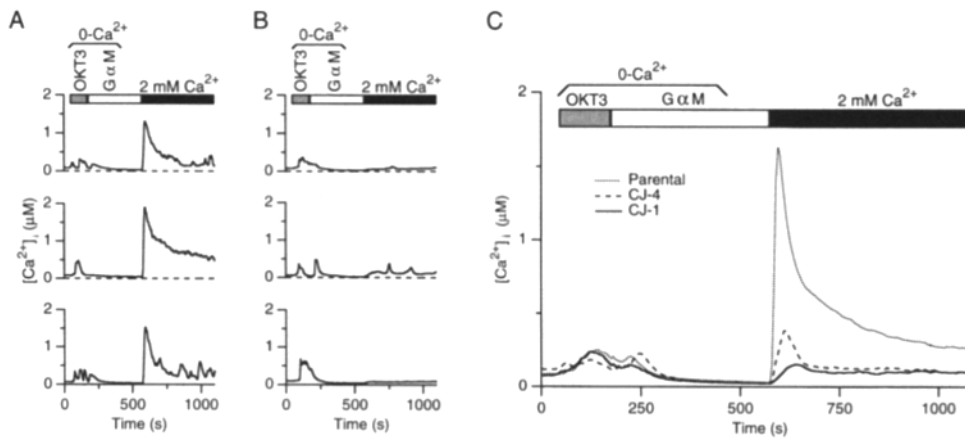 A
0-Ca²⁺
OKT3
GαM
2 mM Ca²⁺
2
1
0
2
1
0
2
1
0
[Ca²⁺]ᵢ (μM)
0
500
1000
Time (s)
B
0-Ca²⁺
OKT3
GαM
2 mM Ca²⁺
2
1
0
2
1
0
2
1
0
0
500
1000
Time (s)
C
0-Ca²⁺
OKT3
GαM
2 mM Ca²⁺
Parental
CJ-4
CJ-1
[Ca²⁺]ᵢ (μM)
2
1
0
0
250
500
750
1000
Time (s)